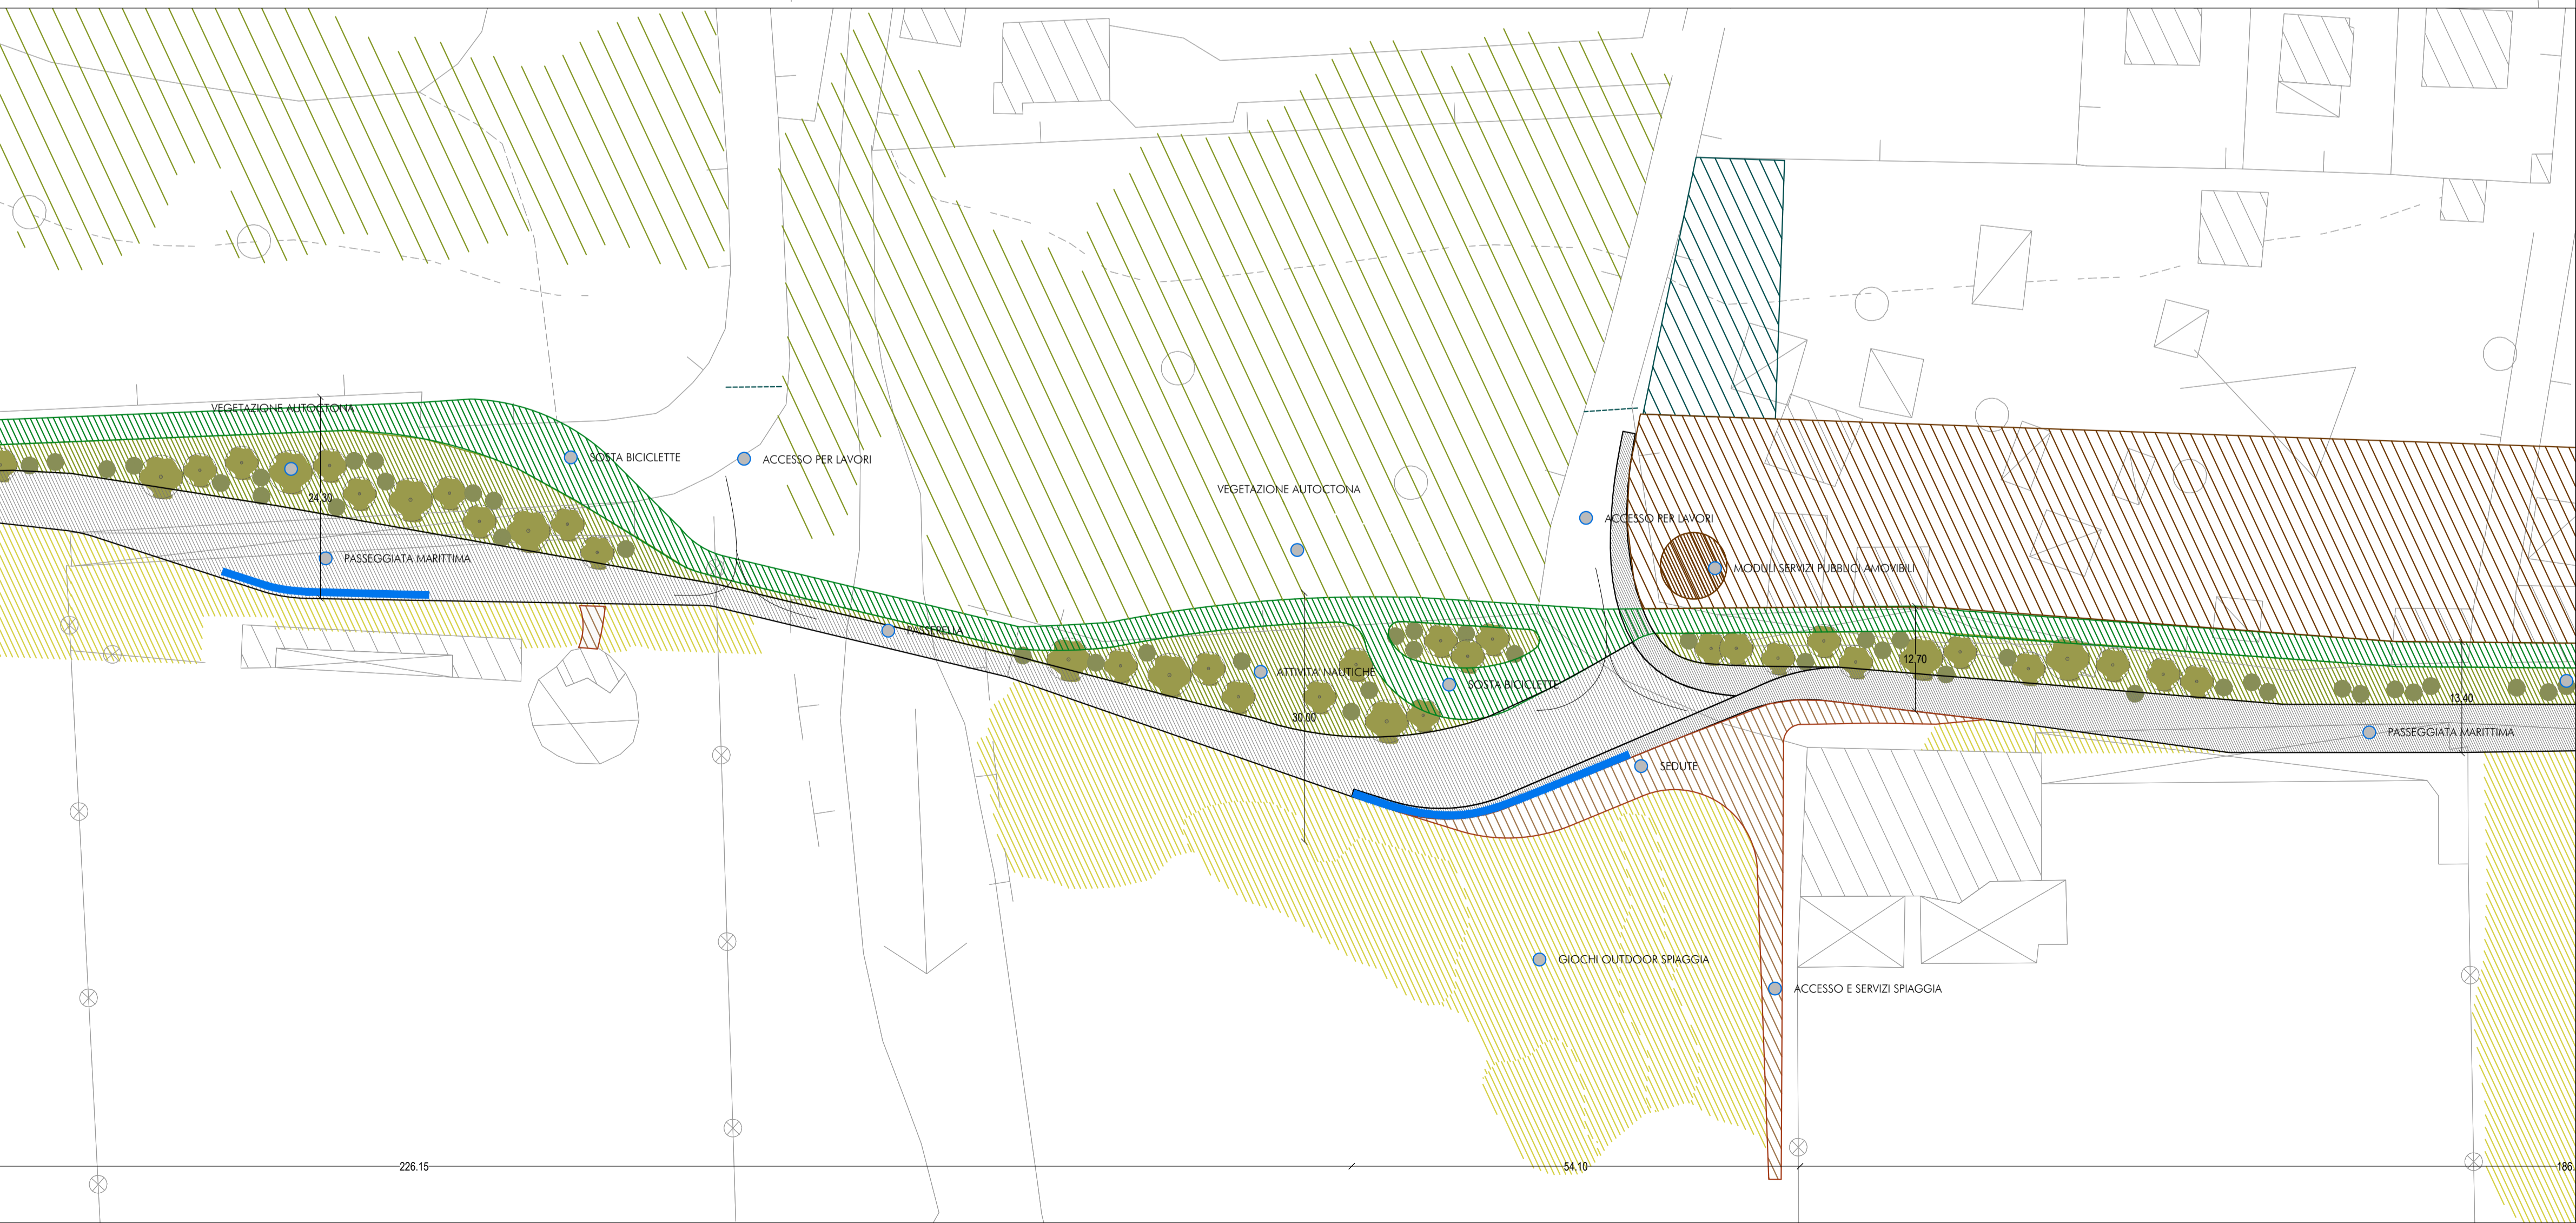 VEGETAZIONE AUTOCTONA
SOSTA BICICLETTE
ACCESSO PER LAVORI
24.30
PASSEGGIATA MARITTIMA
VEGETAZIONE AUTOCTONA
ACCESSO PER LAVORI
MODULI SERVIZI PUBBLICI AMOVIBILI
PASSERELLA
ATTIVITA' NAUTICHE
SOSTA BICICLETTE
12.70
30.00
13.40
PASSEGGIATA MARITTIMA
SEDUTE
GIOCHI OUTDOOR SPIAGGIA
ACCESSO E SERVIZI SPIAGGIA
226.15
54.10
186.